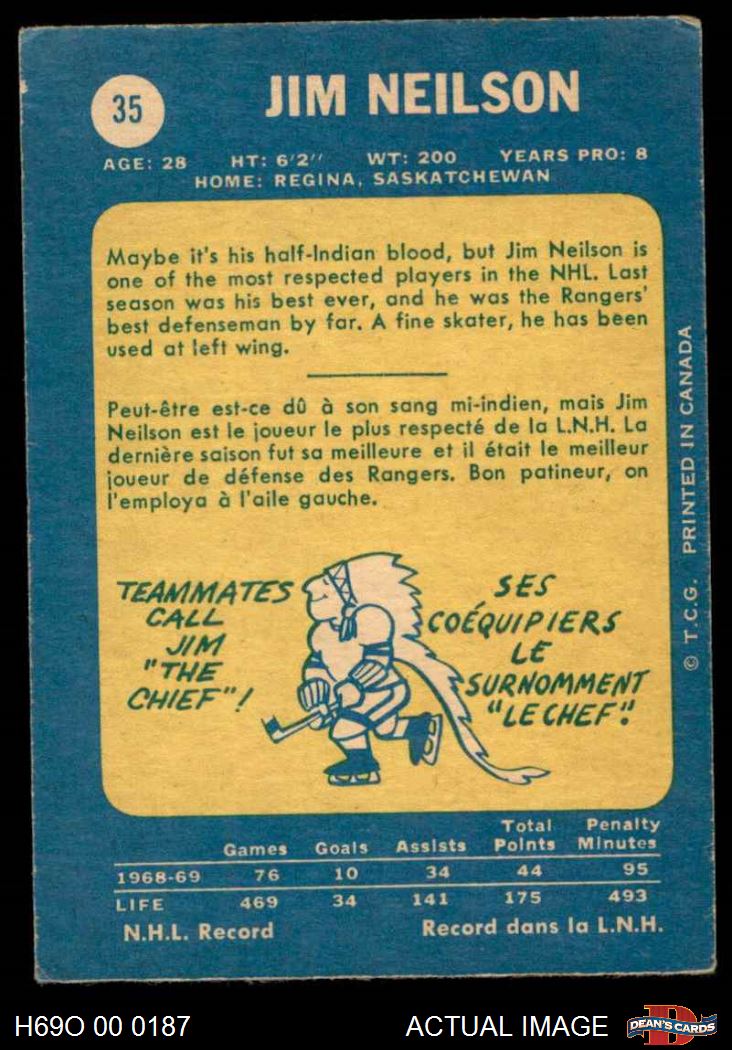 35
JIM NEILSON
AGE: 28 HT: 6'2'' WT: 200 YEARS PRO: 8
HOME: REGINA, SASKATCHEWAN
Maybe it's his half-Indian blood, but Jim Neilson is
one of the most respected players in the NHL. Last
season was his best ever, and he was the Rangers'
best defenseman by far. A fine skater, he has been
used at left wing.
Peut-être est-ce dû à son sang mi-indien, mais Jim
Neilson est le joueur le plus respecté de la L.N.H. La
dernière saison fut sa meilleure et il était le meilleur
joueur de défense des Rangers. Bon patineur, on
l'employa à l'aile gauche.
TEAMMATES
CALL
JIM
"THE
CHIEF"!
SES
COÉQUIPIERS
LE
SURNOMMENT
"LE CHEF"!
© T.C.G. PRINTED IN CANADA
Games Goals Assists Total Points Penalty Minutes
1968-69 76 10 34 44 95
LIFE 469 34 141 175 493
N.H.L. Record Record dans la L.N.H.
H69O 00 0187 ACTUAL IMAGE
D
DEAN'S CARDS